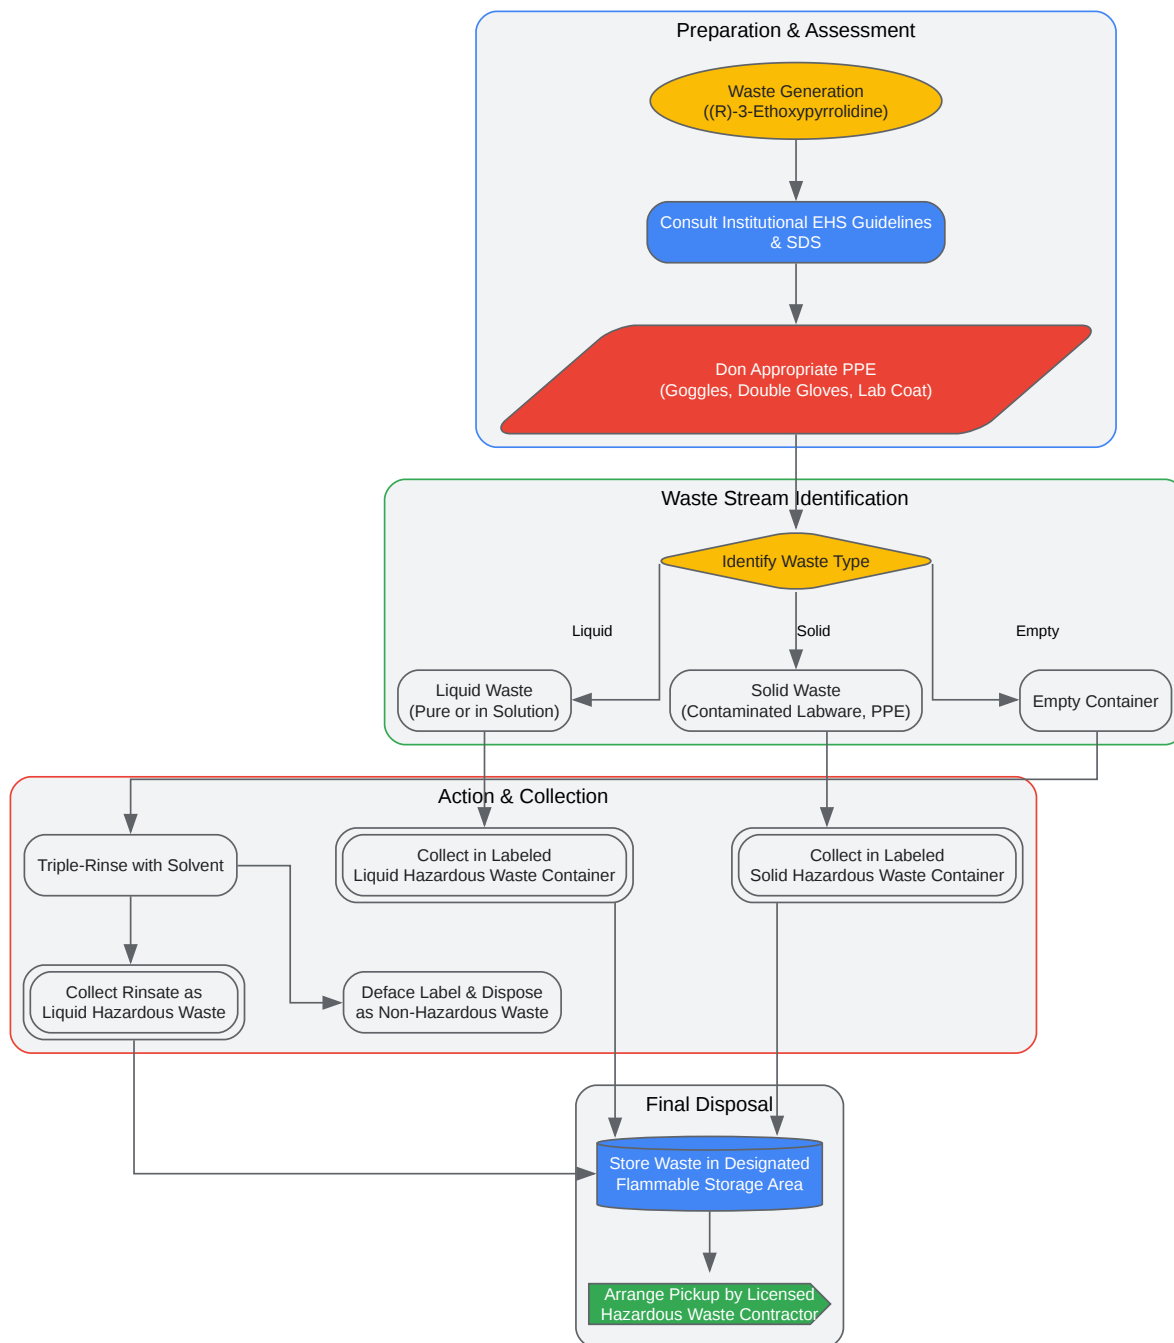 Preparation & Assessment
Waste Generation
((R)-3-Ethoxypyrrolidine)
Consult Institutional EHS Guidelines
& SDS
Don Appropriate PPE
(Goggles, Double Gloves, Lab Coat)
Waste Stream Identification
Identify Waste Type
Liquid
Solid
Empty
Liquid Waste
(Pure or in Solution)
Solid Waste
(Contaminated Labware, PPE)
Empty Container
Action & Collection
Triple-Rinse with Solvent
Collect in Labeled
Liquid Hazardous Waste Container
Collect in Labeled
Solid Hazardous Waste Container
Collect Rinsate as
Liquid Hazardous Waste
Deface Label & Dispose
as Non-Hazardous Waste
Final Disposal
Store Waste in Designated
Flammable Storage Area
Arrange Pickup by Licensed
Hazardous Waste Contractor